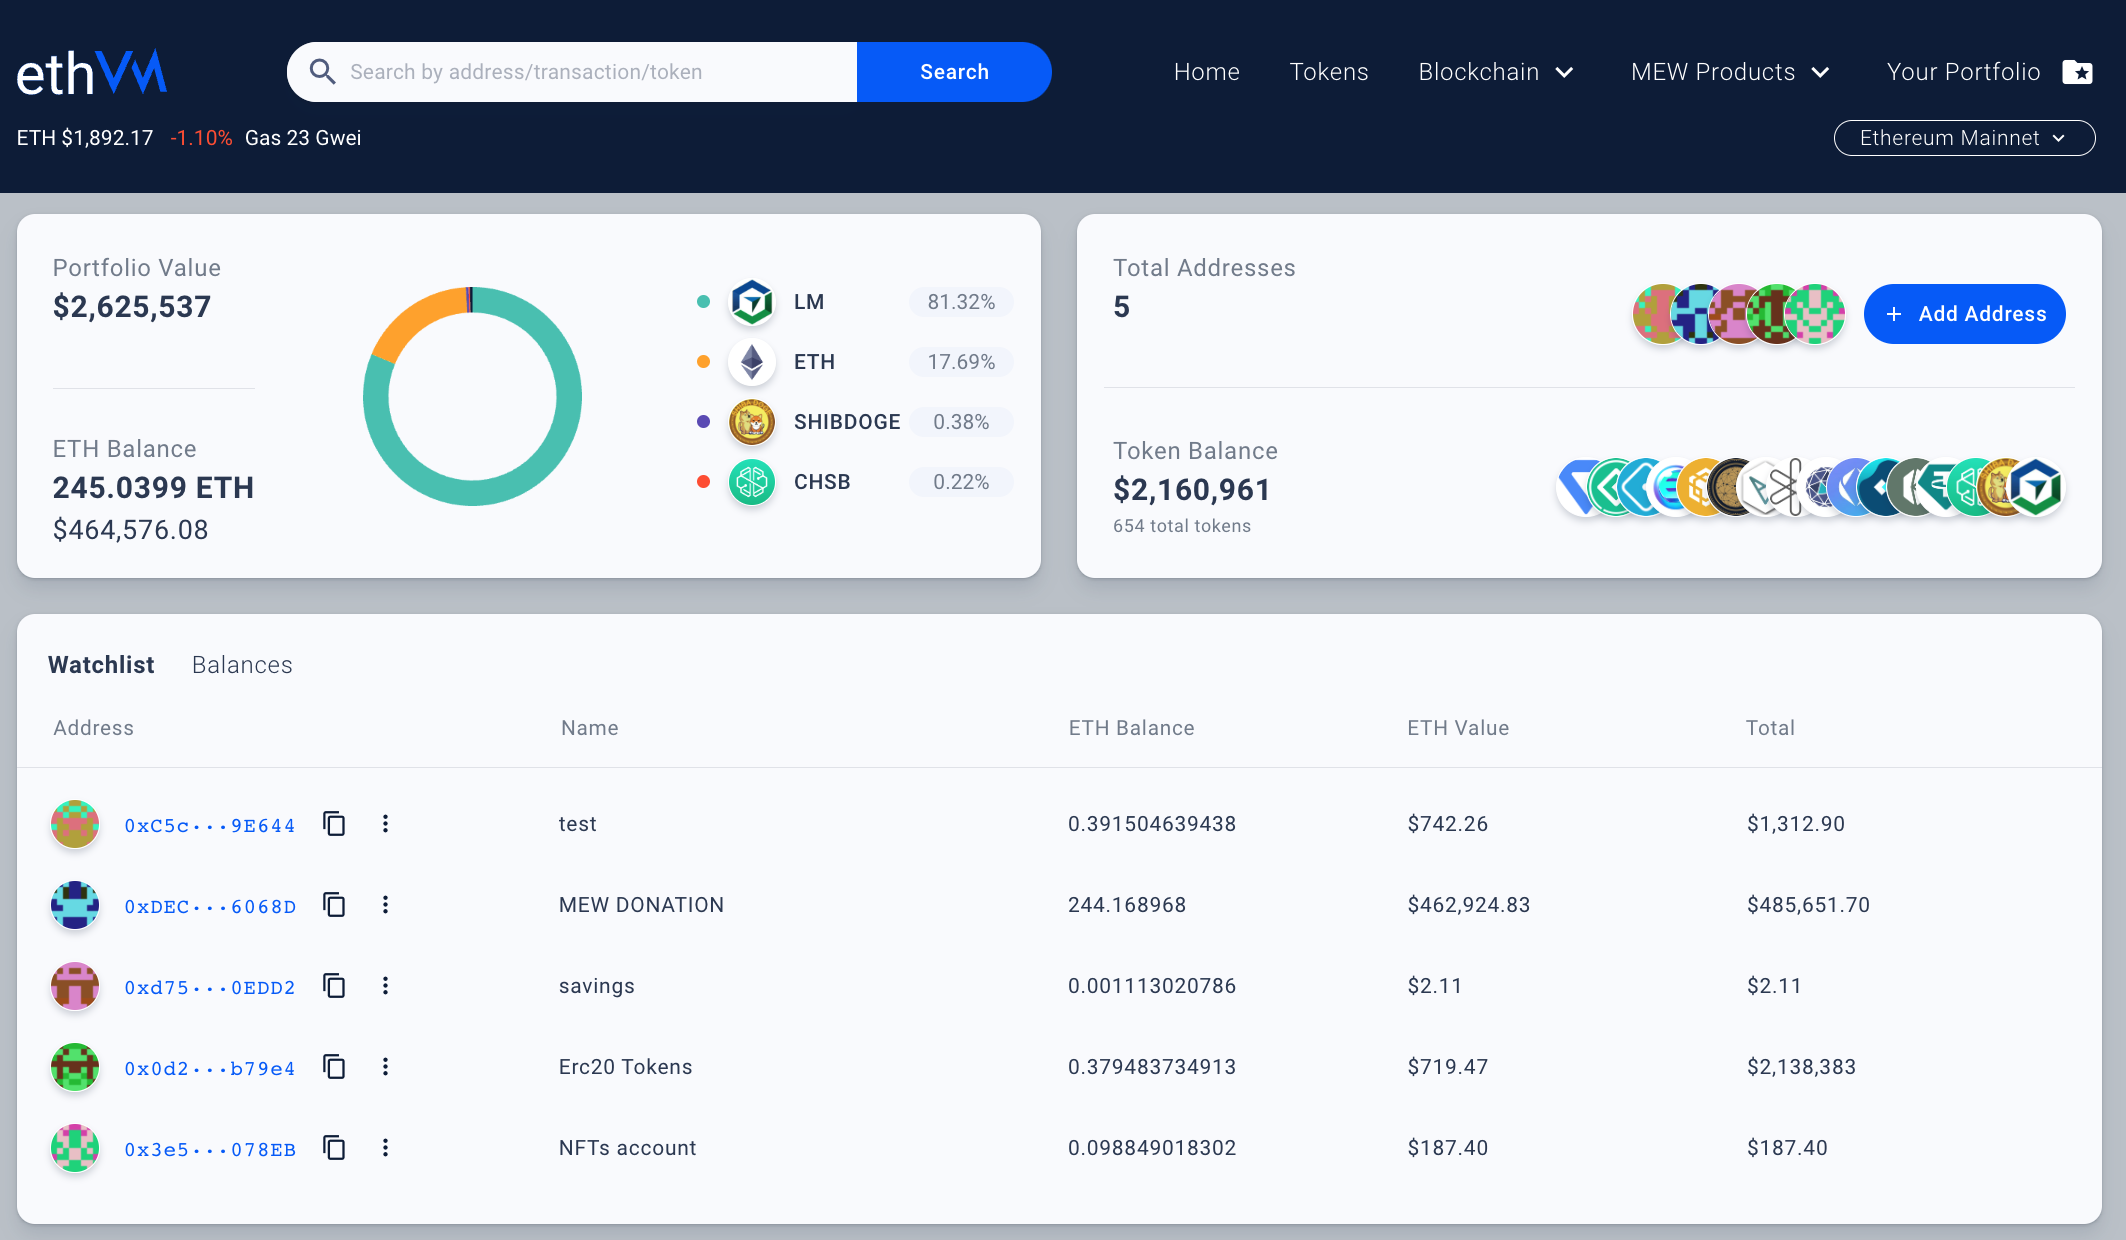 ethVM
Search by address/transaction/token
Search
Home
Tokens
Blockchain
MEW Products
Your Portfolio
ETH $1,892.17 -1.10% Gas 23 Gwei
Ethereum Mainnet
Portfolio Value
$2,625,537
ETH Balance
245.0399 ETH
$464,576.08
LM 81.32%
ETH 17.69%
SHIBDOGE 0.38%
CHSB 0.22%
Total Addresses
5
+ Add Address
Token Balance
$2,160,961
654 total tokens
Watchlist Balances
Address Name ETH Balance ETH Value Total
0xC5c···9E644 test 0.391504639438 $742.26 $1,312.90
0xDEC···6068D MEW DONATION 244.168968 $462,924.83 $485,651.70
0xd75···0EDD2 savings 0.001113020786 $2.11 $2.11
0x0d2···b79e4 Erc20 Tokens 0.379483734913 $719.47 $2,138,383
0x3e5···078EB NFTs account 0.098849018302 $187.40 $187.40